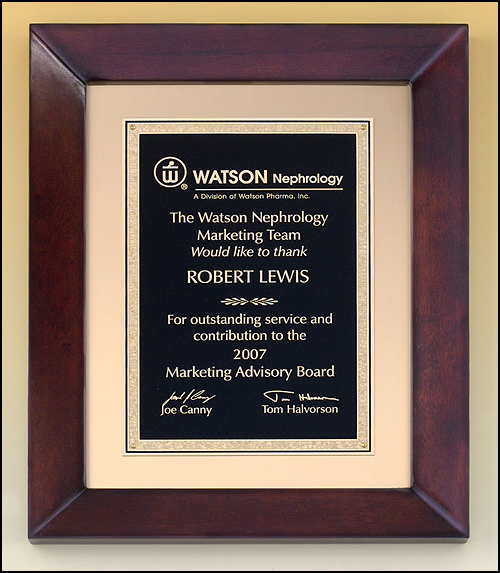 WATSON Nephrology
A Division of Watson Pharma, Inc.
The Watson Nephrology
Marketing Team
Would like to thank
ROBERT LEWIS
For outstanding service and
contribution to the
2007
Marketing Advisory Board
Joe Canny Tom Halvorson